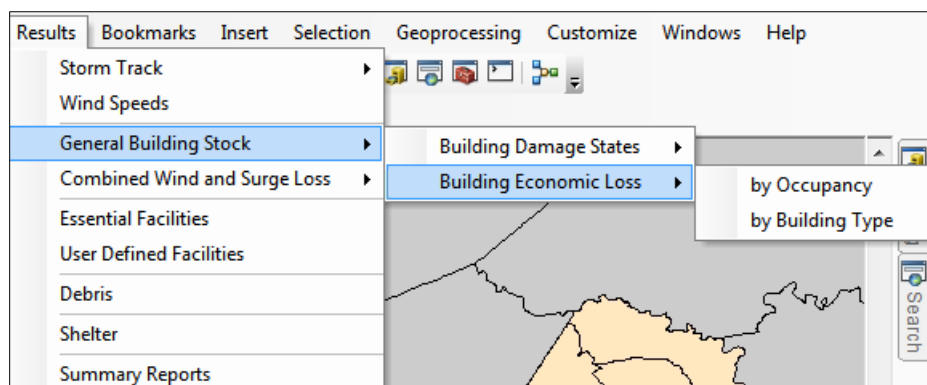 Results Bookmarks Insert Selection Geoprocessing Customize Windows Help
Storm Track
Wind Speeds
General Building Stock
Building Damage States
Combined Wind and Surge Loss
Building Economic Loss
by Occupancy
Essential Facilities
by Building Type
User Defined Facilities
Debris
Search
Shelter
Summary Reports